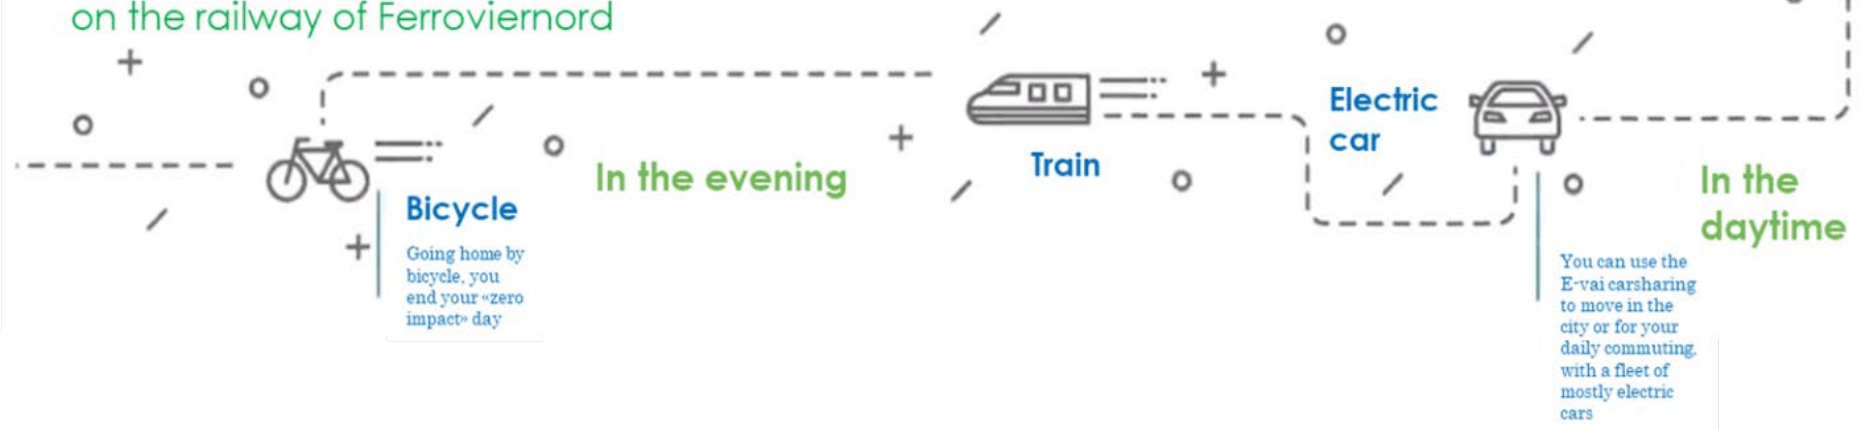 on the railway of Ferroviernord
Bicycle
Going home by
bicycle, you
end your «zero
impact» day
In the evening
Train
Electric
car
In the
daytime
You can use the
E-vai carsharing
to move in the
city or for your
daily commuting,
with a fleet of
mostly electric
cars